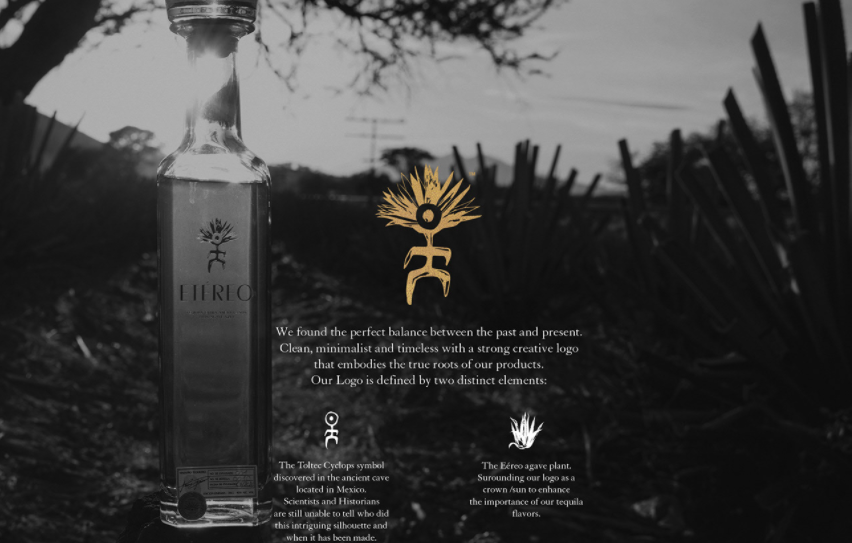 ETEREO
We found the perfect balance between the past and present.
Clean, minimalist and timeless with a strong creative logo
that embodies the true roots of our products.
Our Logo is defined by two distinct elements:
The Toltec Cyclops symbol
discovered in the ancient cave
located in Mexico.
Scientists and Historians
are still unable to tell who did
this intriguing silhouette and
when it has been made.
The Eéreo agave plant.
Surounding our logo as a
crown /sun to enhance
the importance of our tequila
flavors.